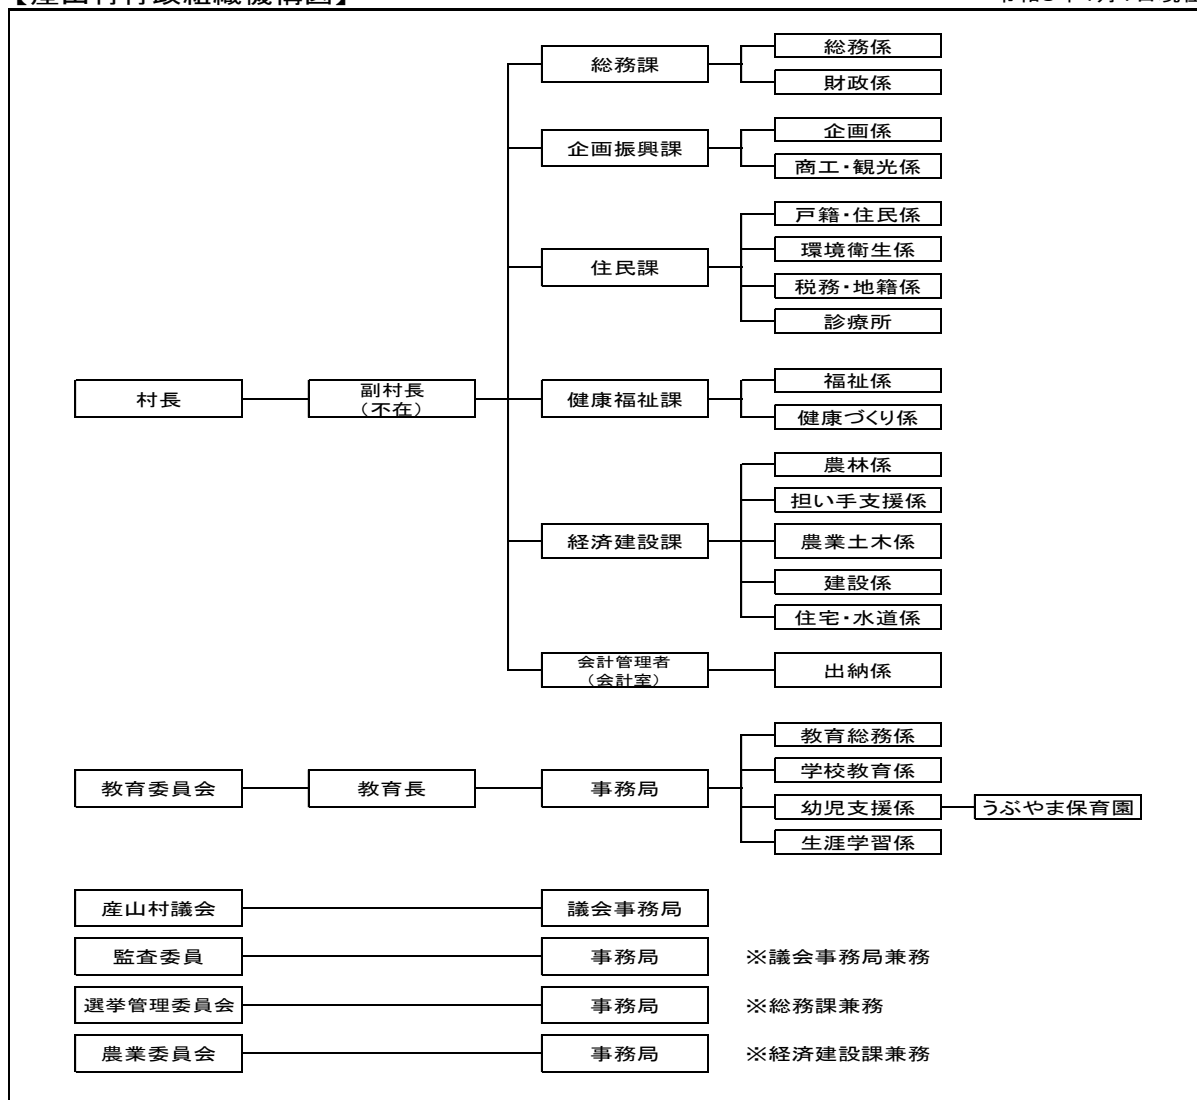 【産山村行政組織機構図】
総務課
総務係
財政係
企画振興課
企画係
商工・観光係
住民課
戸籍・住民係
環境衛生係
税務・地籍係
診療所
村長
副村長
（不在）
健康福祉課
福祉係
健康づくり係
経済建設課
農林係
担い手支援係
農業土木係
建設係
住宅・水道係
会計管理者
（会計室）
出納係
教育委員会
教育長
事務局
教育総務係
学校教育係
幼児支援係
うぶやま保育園
生涯学習係
産山村議会
議会事務局
監査委員
事務局
※議会事務局兼務
選挙管理委員会
事務局
※総務課兼務
農業委員会
事務局
※経済建設課兼務